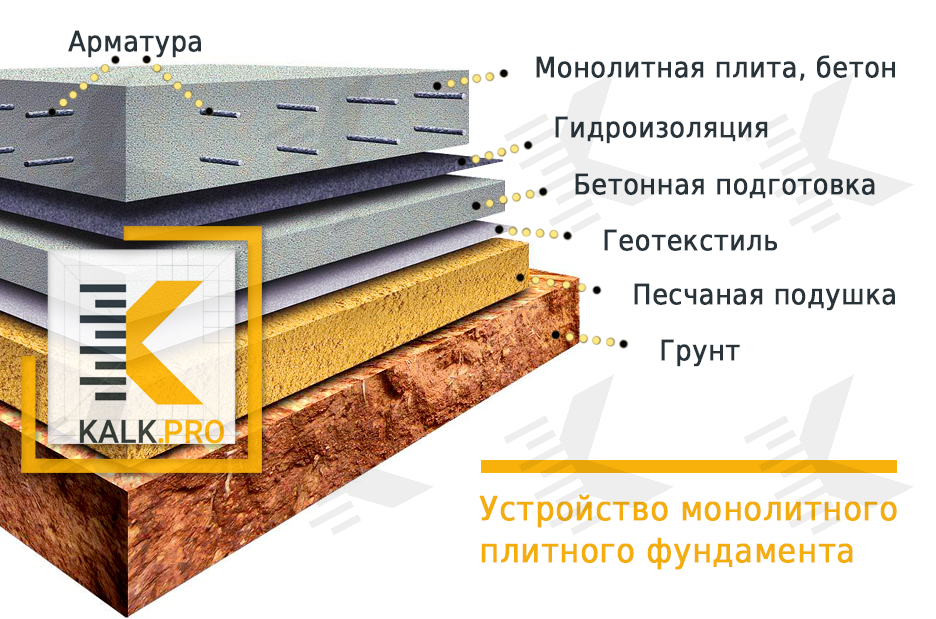 Арматура
Монолитная плита, бетон
Гидроизоляция
Бетонная подготовка
Геотекстиль
Песчаная подушка
Грунт
KALK.PRO
Устройство монолитного
плитного фундамента